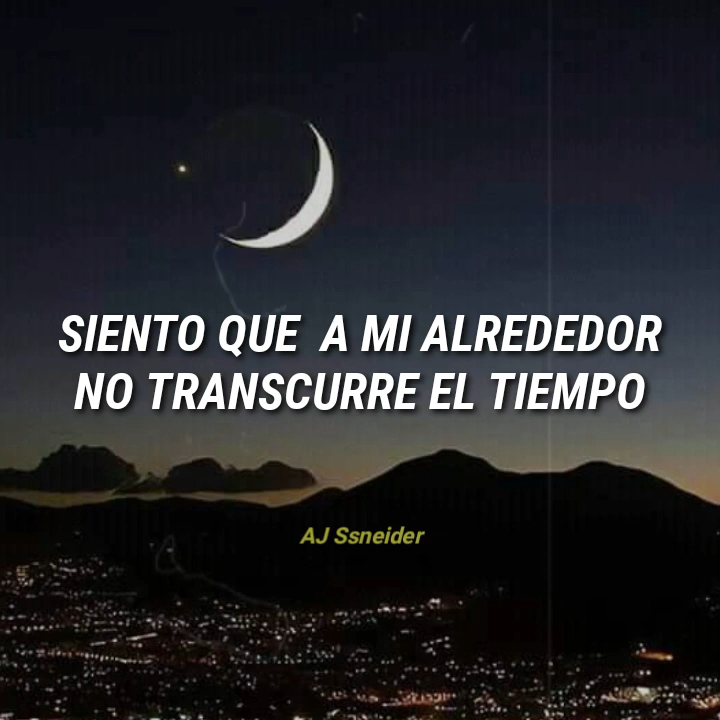 SIENTO QUE  A MI ALREDEDOR
NO TRANSCURRE EL TIEMPO
AJ Ssneider